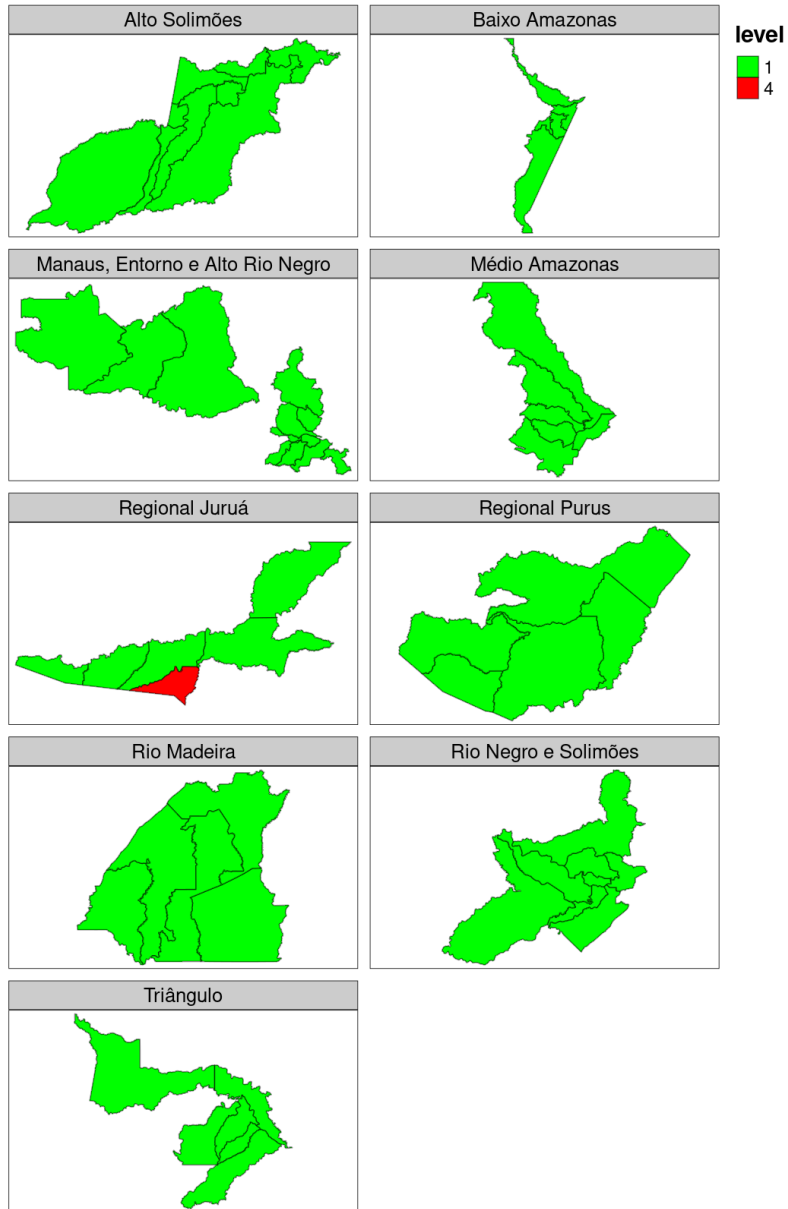 Alto Solimões
Baixo Amazonas
level
1
4
Manaus, Entorno e Alto Rio Negro
Médio Amazonas
Regional Juruá
Regional Purus
Rio Madeira
Rio Negro e Solimões
Triângulo